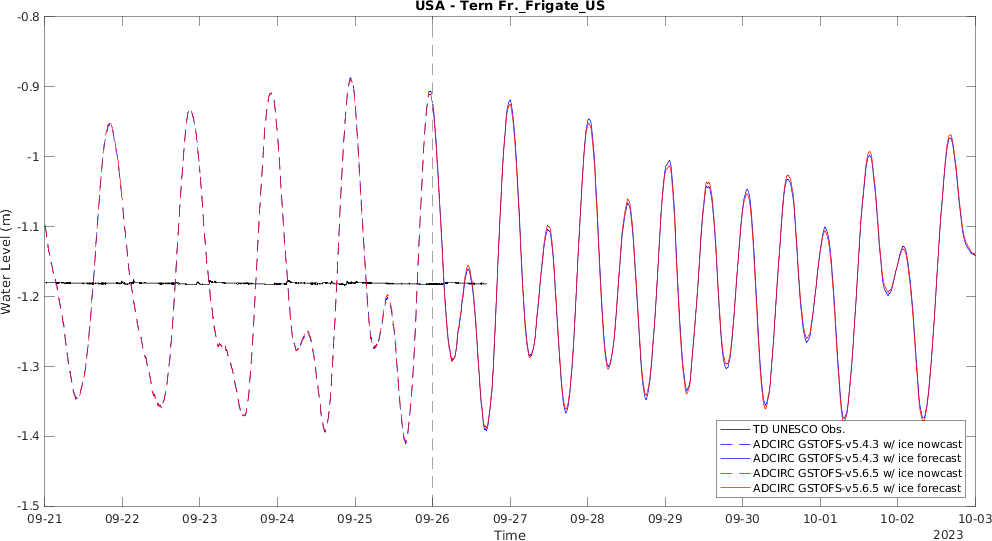 USA - Tern Fr._Frigate_US
-0.8
-0.9
-1
-1.1
-1.2
-1.3
-1.4
-1.5
Water Level (m)
TD UNESCO Obs.
ADCIRC GSTOFS-v5.4.3 w/ ice nowcast
ADCIRC GSTOFS-v5.4.3 w/ ice forecast
ADCIRC GSTOFS-v5.6.5 w/ ice nowcast
ADCIRC GSTOFS-v5.6.5 w/ ice forecast
09-21 09-22 09-23 09-24 09-25 09-26 09-27 09-28 09-29 09-30 10-01 10-02 10-03
Time
2023